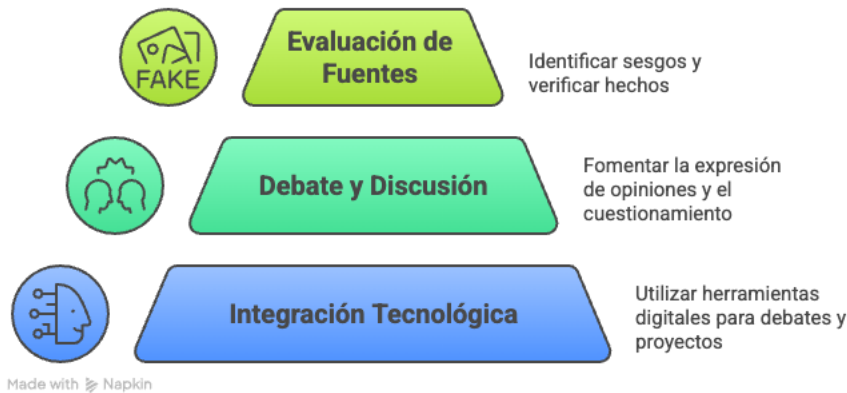 FAKE
Evaluación de
Fuentes
Identificar sesgos y
verificar hechos
Debate y Discusión
Fomentar la expresión
de opiniones y el
cuestionamiento
Integración Tecnológica
Utilizar herramientas
digitales para debates y
proyectos
Made with Napkin